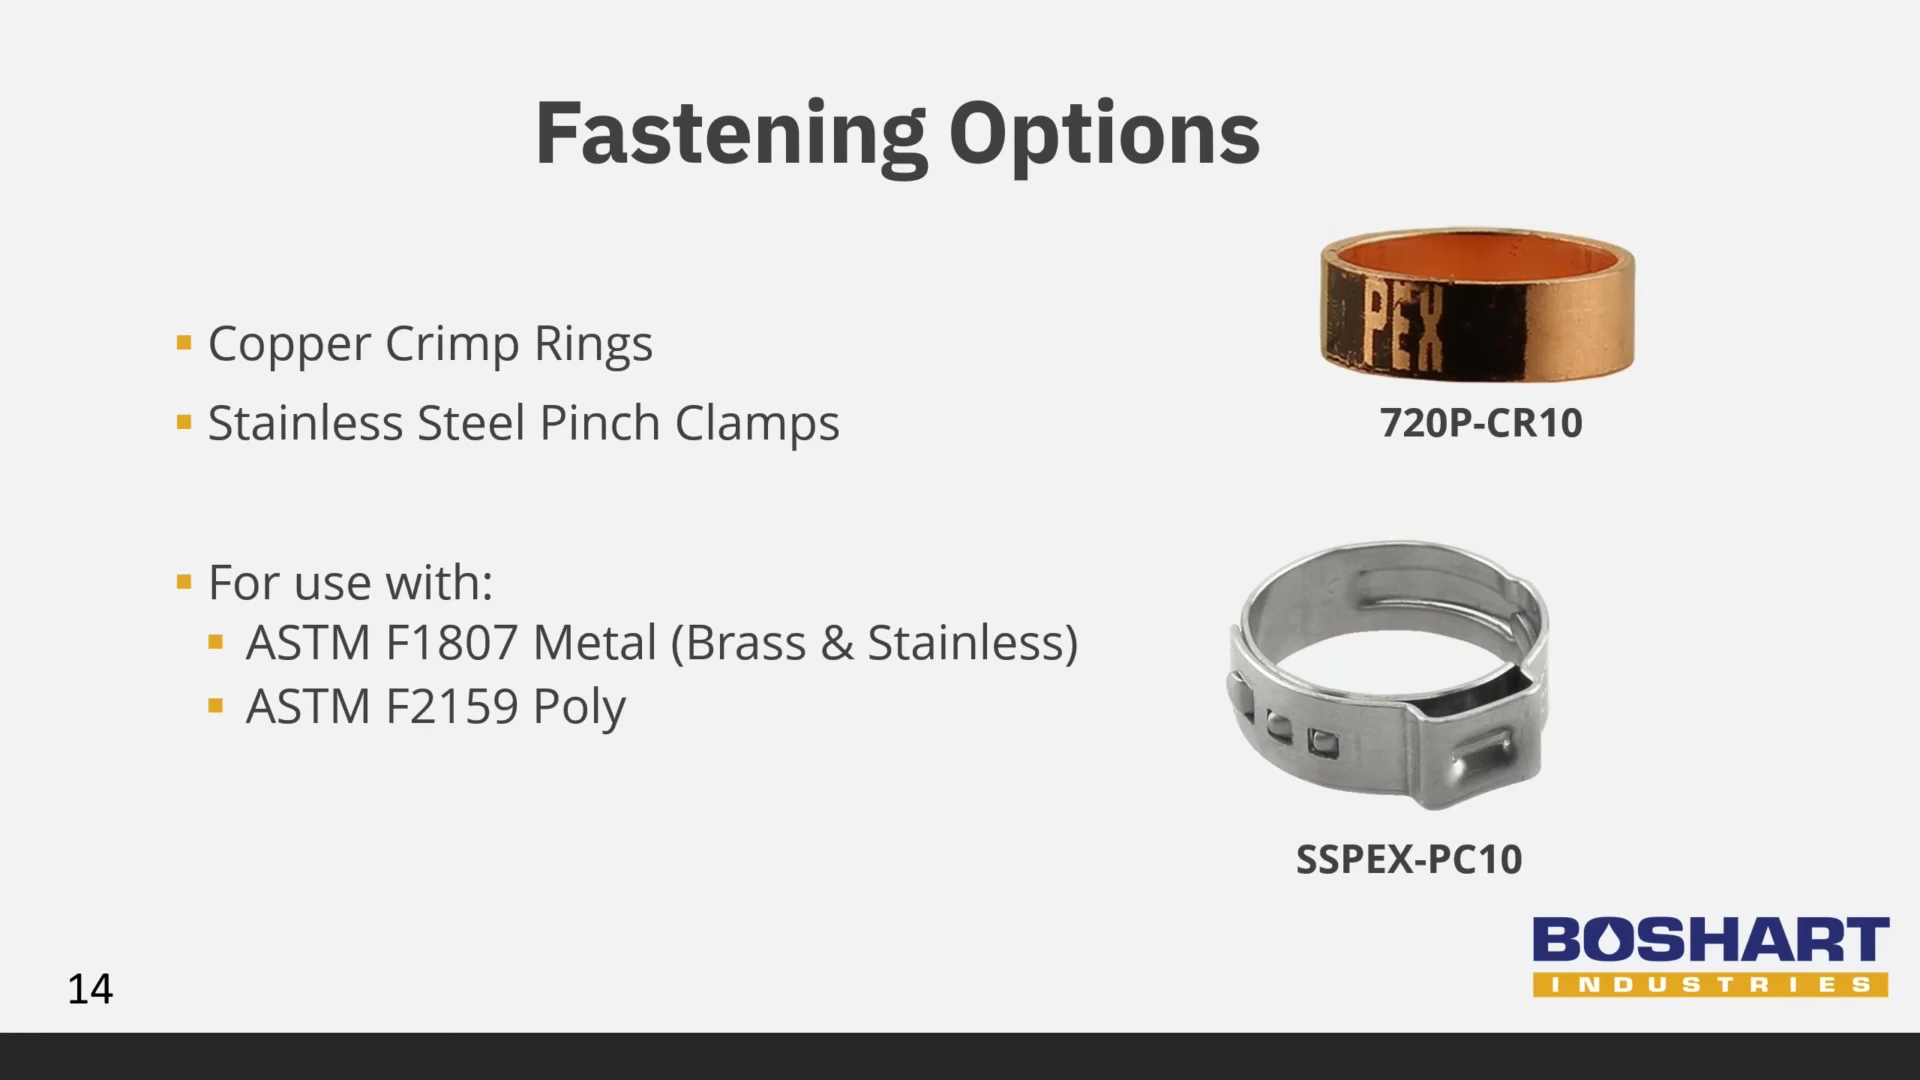 Fastening Options
Copper Crimp Rings
Stainless Steel Pinch Clamps
For use with:
ASTM F1807 Metal (Brass & Stainless)
ASTM F2159 Poly
PEX
720P-CR10
SSPEX-PC10
BOSHART
INDUSTRIES
14